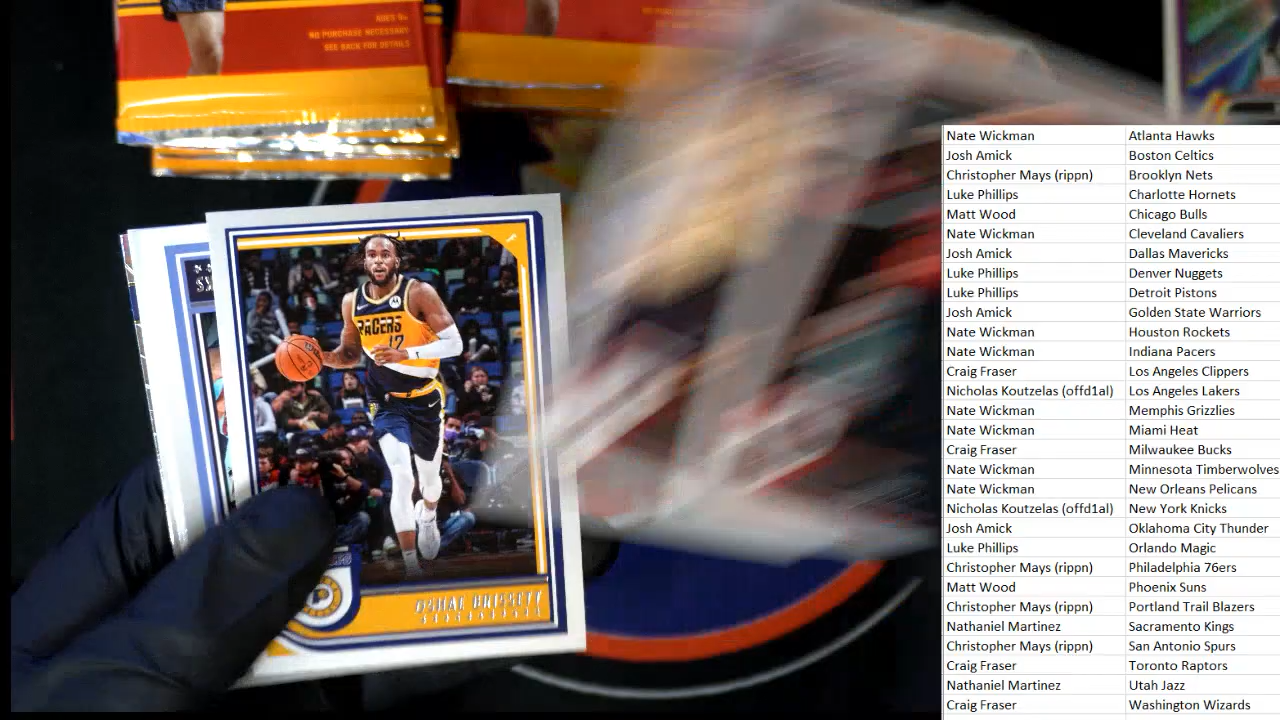 AGES 9+
NO PURCHASE NECESSARY
SEE BACK FOR DETAILS
PACERS
12
OSHAE BRISSETT
Nate Wickman Atlanta Hawks
Josh Amick Boston Celtics
Christopher Mays (rippn) Brooklyn Nets
Luke Phillips Charlotte Hornets
Matt Wood Chicago Bulls
Nate Wickman Cleveland Cavaliers
Josh Amick Dallas Mavericks
Luke Phillips Denver Nuggets
Luke Phillips Detroit Pistons
Josh Amick Golden State Warriors
Nate Wickman Houston Rockets
Nate Wickman Indiana Pacers
Craig Fraser Los Angeles Clippers
Nicholas Koutzelas (offd1al) Los Angeles Lakers
Nate Wickman Memphis Grizzlies
Nate Wickman Miami Heat
Craig Fraser Milwaukee Bucks
Nate Wickman Minnesota Timberwolves
Nate Wickman New Orleans Pelicans
Nicholas Koutzelas (offd1al) New York Knicks
Josh Amick Oklahoma City Thunder
Luke Phillips Orlando Magic
Christopher Mays (rippn) Philadelphia 76ers
Matt Wood Phoenix Suns
Christopher Mays (rippn) Portland Trail Blazers
Nathaniel Martinez Sacramento Kings
Christopher Mays (rippn) San Antonio Spurs
Craig Fraser Toronto Raptors
Nathaniel Martinez Utah Jazz
Craig Fraser Washington Wizards